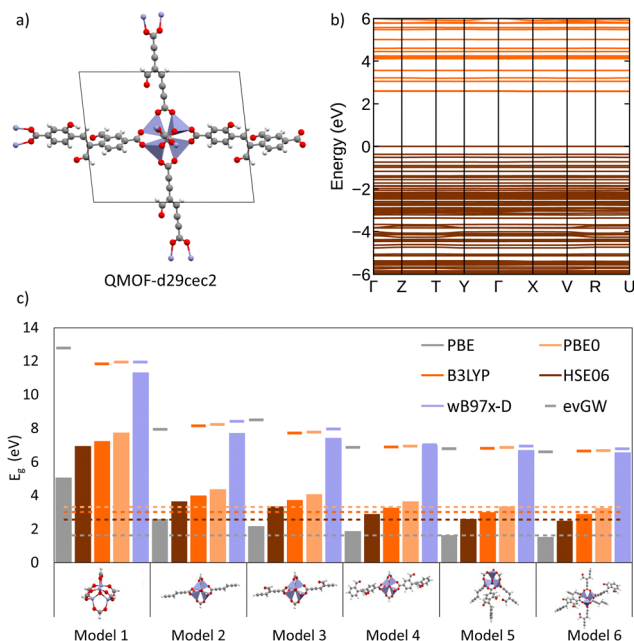 a)
QMOF-d29cec2
b)
Energy (eV)
6
4
2
0
−2
−4
−6
Γ Z T Y Γ X V R U
c)
E_g (eV)
14
12
10
8
6
4
2
0
PBE PBE0
B3LYP HSE06
wB97x-D evGW
Model 1 Model 2 Model 3 Model 4 Model 5 Model 6